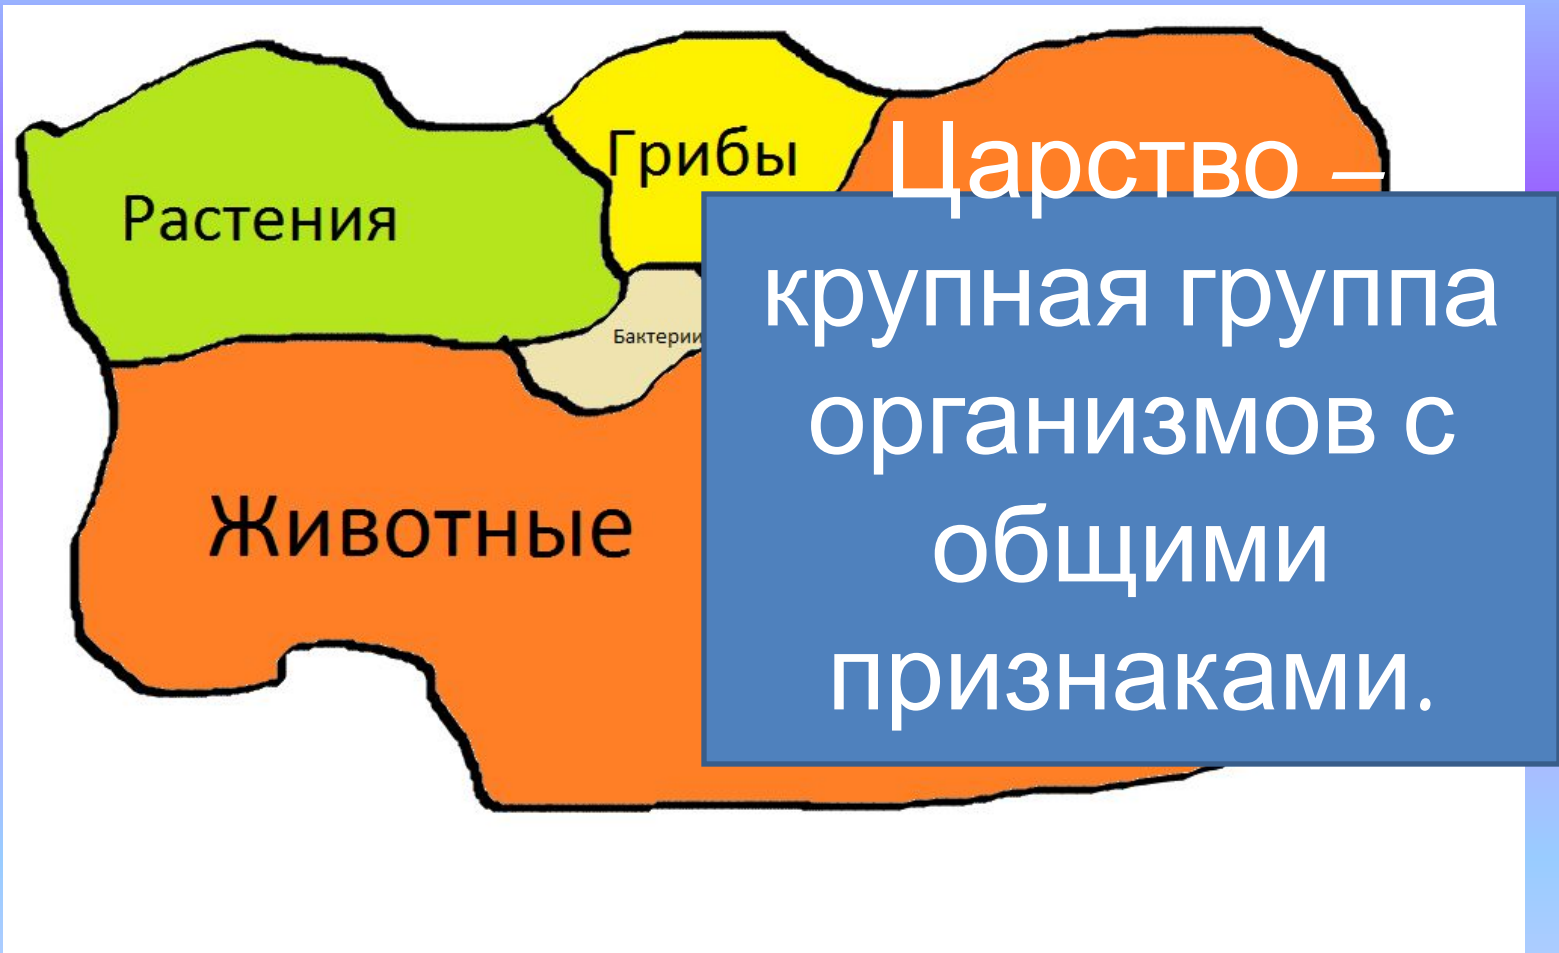 Растения
Грибы
Бактерии
Животные
Царство –
крупная группа
организмов с
общими
признаками.